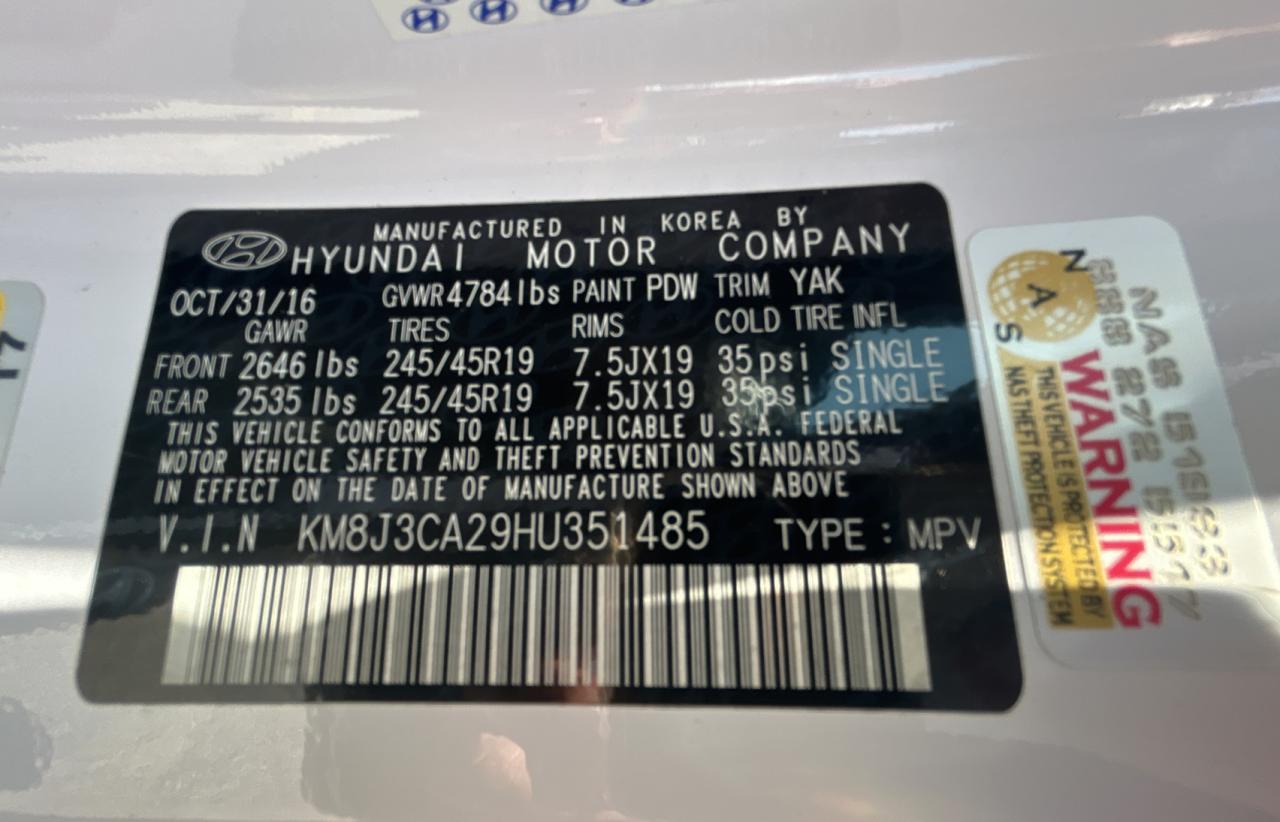 MANUFACTURED IN KOREA BY
HYUNDAI MOTOR COMPANY
OCT/31/16 GVWR 4784 lbs PAINT PDW TRIM YAK
GAWR TIRES RIMS COLD TIRE INFL
FRONT 2646 lbs 245/45R19 7.5JX19 35psi SINGLE
REAR 2535 lbs 245/45R19 7.5JX19 35psi SINGLE
THIS VEHICLE CONFORMS TO ALL APPLICABLE U.S.A. FEDERAL
MOTOR VEHICLE SAFETY AND THEFT PREVENTION STANDARDS
IN EFFECT ON THE DATE OF MANUFACTURE SHOWN ABOVE
V.I.N KM8J3CA29HU351485 TYPE : MPV
NAS
WARNING
THIS VEHICLE IS PROTECTED BY
NAS THEFT PROTECTION SYSTEM